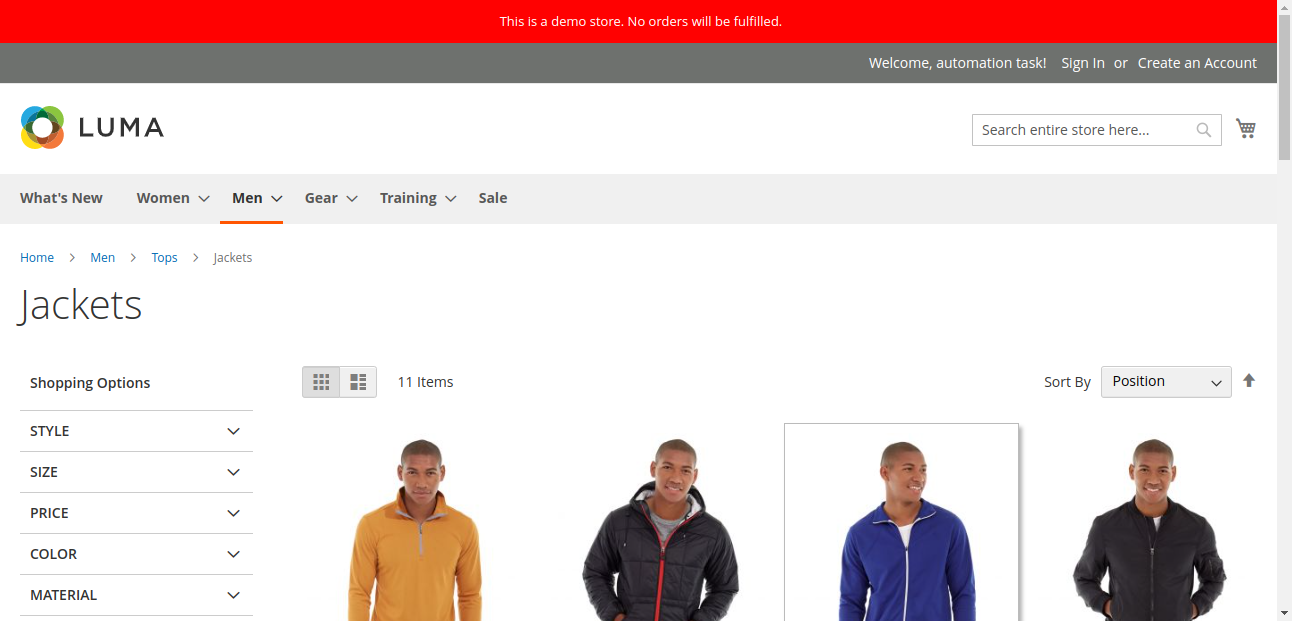 This is a demo store. No orders will be fulfilled.
Welcome, automation task! Sign In or Create an Account
LUMA
Search entire store here...
What's New Women Men Gear Training Sale
Home Men Tops Jackets
Jackets
Shopping Options
11 Items
Sort By Position
STYLE
SIZE
PRICE
COLOR
MATERIAL